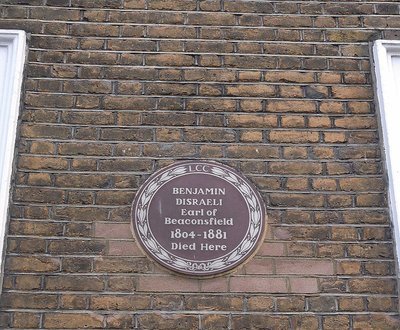 LCC
BENJAMIN
DISRAELI
Earl of
Beaconsfield
1804-1881
Died Here